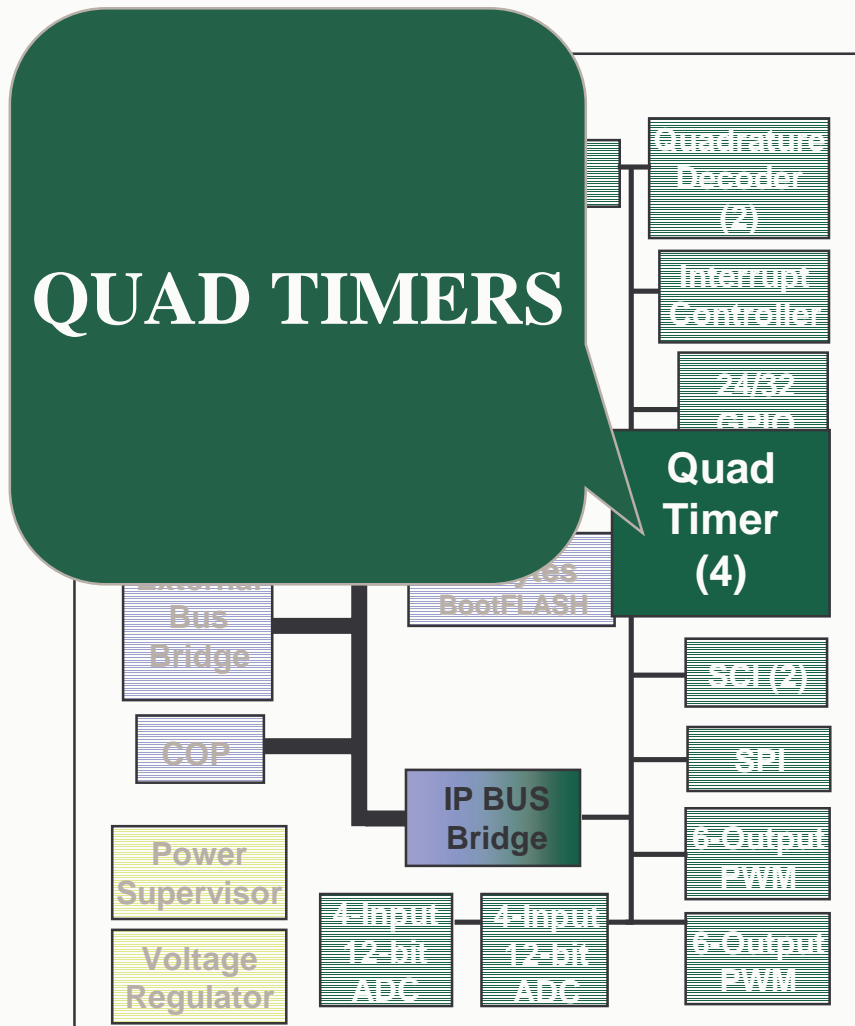 QUAD TIMERS
Quadrature
Decoder
(2)
Interrupt
Controller
24/32
GPIO
Quad
Timer
(4)
External
Bus
Bridge
BootFLASH
COP
SCI (2)
SPI
IP BUS
Bridge
6-Output
PWM
Power
Supervisor
4-Input
12-bit
ADC
4-Input
12-bit
ADC
6-Output
PWM
Voltage
Regulator